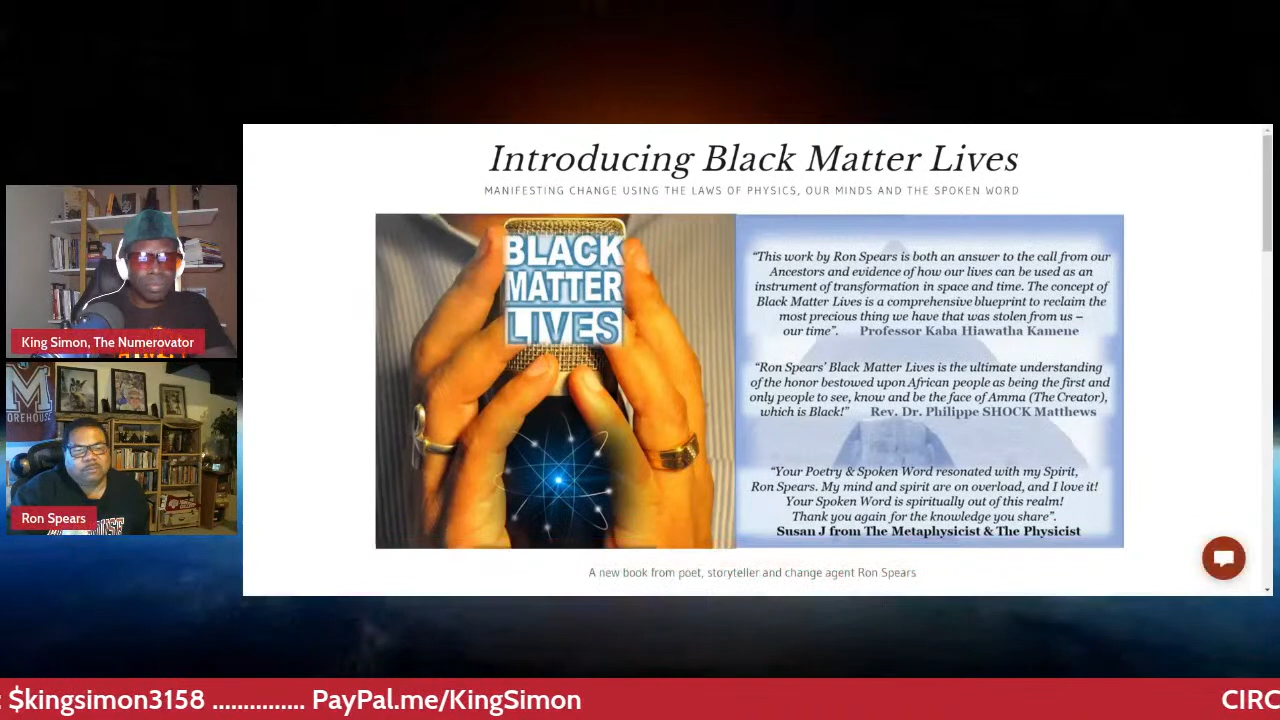 Introducing Black Matter Lives
MANIFESTING CHANGE USING THE LAWS OF PHYSICS, OUR MINDS AND THE SPOKEN WORD
BLACK
MATTER
LIVES
“This work by Ron Spears is both an answer to the call from our
Ancestors and evidence of how our lives can be used as an
instrument of transformation in space and time. The concept of
Black Matter Lives is a comprehensive blueprint to reclaim the
most precious thing we have that was stolen from us –
our time”. Professor Kaba Hiawatha Kamene
“Ron Spears’ Black Matter Lives is the ultimate understanding
of the honor bestowed upon African people as being the first and
only people to see, know and be the face of Amma (The Creator),
which is Black!” Rev. Dr. Philippe SHOCK Matthews
“Your Poetry & Spoken Word resonated with my Spirit,
Ron Spears. My mind and spirit are on overload, and I love it!
Your Spoken Word is spiritually out of this realm!
Thank you again for the knowledge you share”.
Susan J from The Metaphysicist & The Physicist
A new book from poet, storyteller and change agent Ron Spears
King Simon, The Numerovator
M
OREHOUSE
Ron Spears
: $kingsimon3158 ............... PayPal.me/KingSimon
CIRC